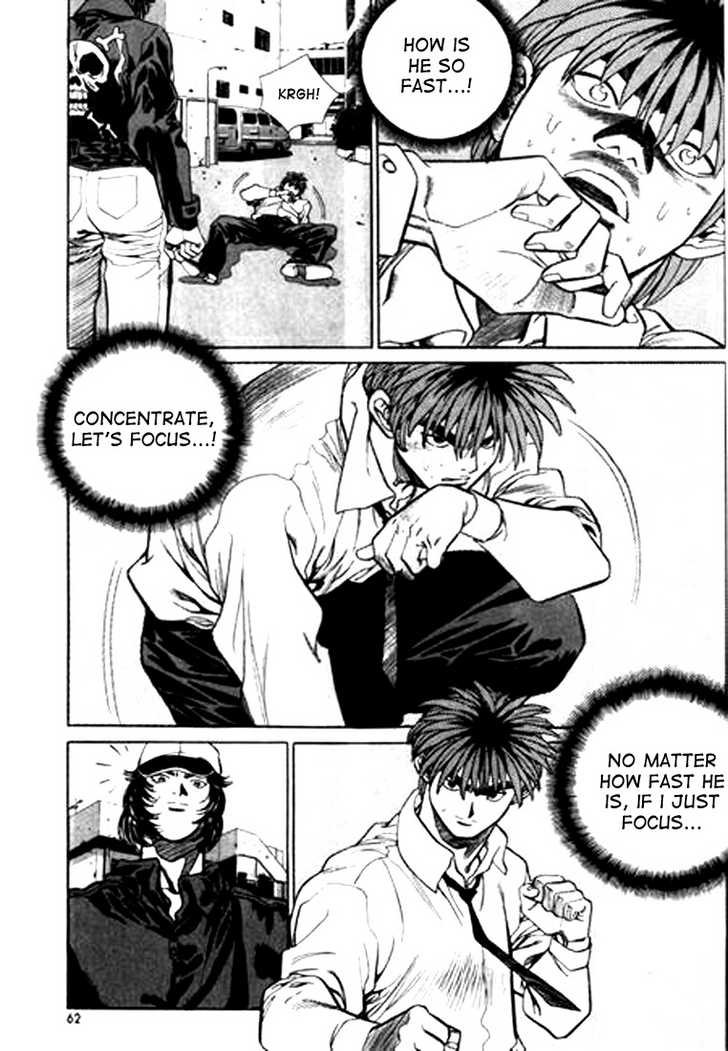 KRGH!
HOW IS
HE SO
FAST...!
CONCENTRATE,
LET'S FOCUS...!
NO MATTER
HOW FAST HE
IS, IF I JUST
FOCUS...
62